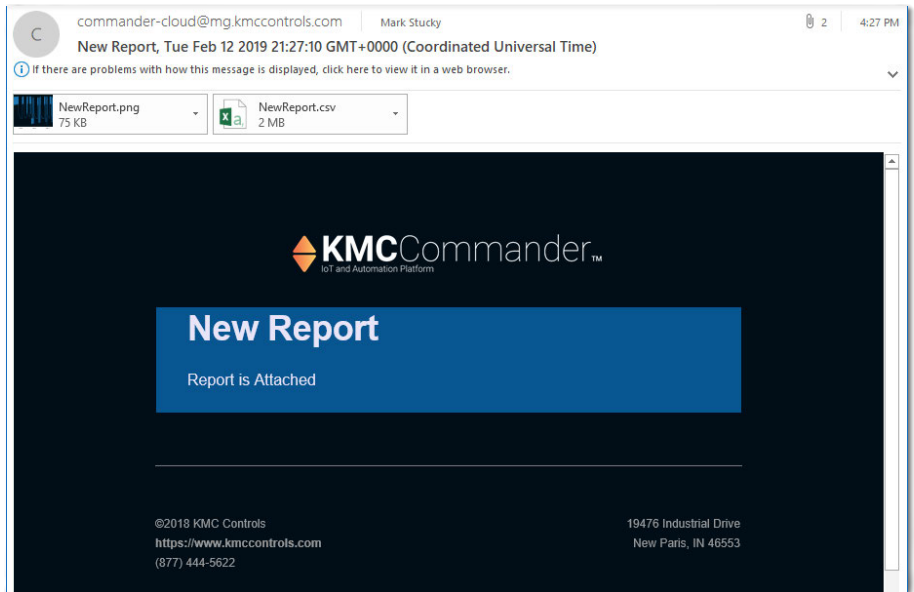 C
commander-cloud@mg.kmccontrols.com Mark Stucky 2 4:27 PM
New Report, Tue Feb 12 2019 21:27:10 GMT+0000 (Coordinated Universal Time)
If there are problems with how this message is displayed, click here to view it in a web browser.
NewReport.png
75 KB
NewReport.csv
2 MB
KMCCommander™
IoT and Automation Platform
New Report
Report is Attached
©2018 KMC Controls
https://www.kmccontrols.com
(877) 444-5622
19476 Industrial Drive
New Paris, IN 46553